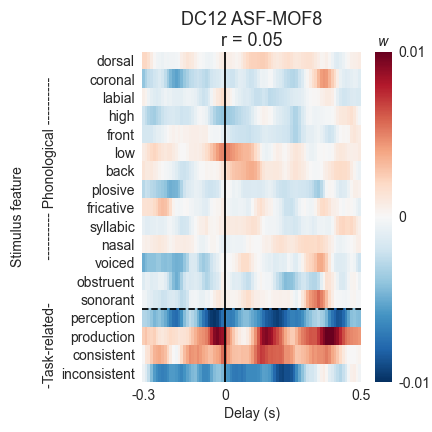 DC12 ASF-MOF8
r = 0.05
w
dorsal
coronal
labial
high
front
low
back
plosive
fricative
syllabic
nasal
voiced
obstruent
sonorant
perception
production
consistent
inconsistent
Stimulus feature
-Task-related- ---------- Phonological ----------
0.01
0
-0.01
-0.3
0
0.5
Delay (s)